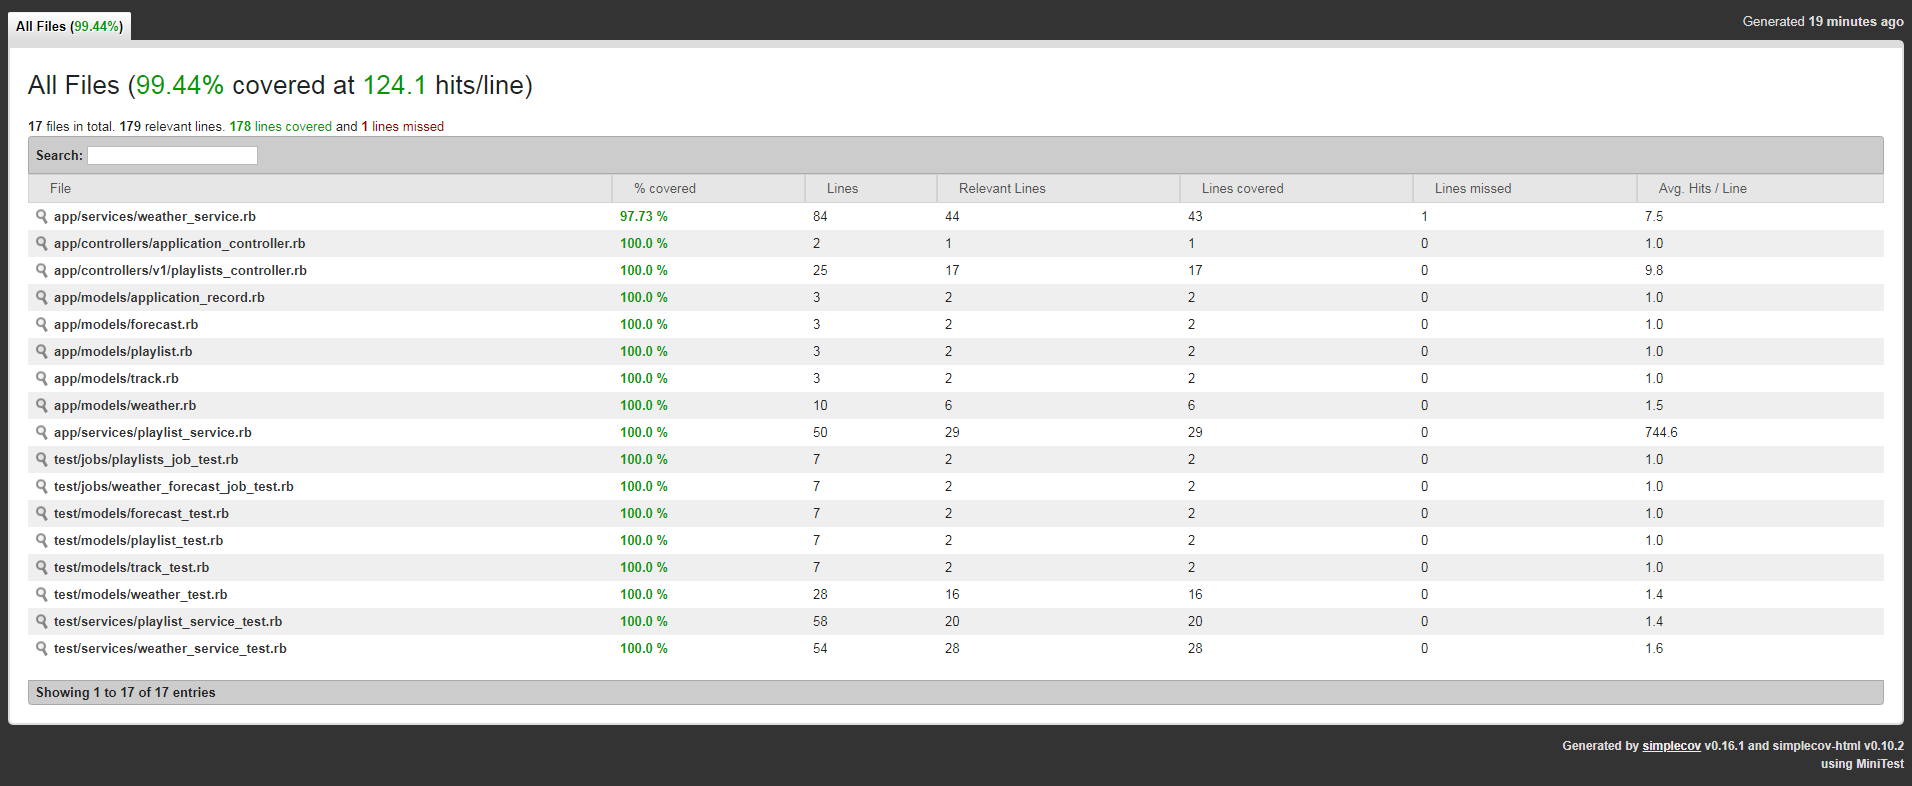 All Files (99.44%)
Generated 19 minutes ago
All Files (99.44% covered at 124.1 hits/line)
17 files in total. 179 relevant lines. 178 lines covered and 1 lines missed
Search:
File % covered Lines Relevant Lines Lines covered Lines missed Avg. Hits / Line
app/services/weather_service.rb 97.73 % 84 44 43 1 7.5
app/controllers/application_controller.rb 100.0 % 2 1 1 0 1.0
app/controllers/v1/playlists_controller.rb 100.0 % 25 17 17 0 9.8
app/models/application_record.rb 100.0 % 3 2 2 0 1.0
app/models/forecast.rb 100.0 % 3 2 2 0 1.0
app/models/playlist.rb 100.0 % 3 2 2 0 1.0
app/models/track.rb 100.0 % 3 2 2 0 1.0
app/models/weather.rb 100.0 % 10 6 6 0 1.5
app/services/playlist_service.rb 100.0 % 50 29 29 0 744.6
test/jobs/playlists_job_test.rb 100.0 % 7 2 2 0 1.0
test/jobs/weather_forecast_job_test.rb 100.0 % 7 2 2 0 1.0
test/models/forecast_test.rb 100.0 % 7 2 2 0 1.0
test/models/playlist_test.rb 100.0 % 7 2 2 0 1.0
test/models/track_test.rb 100.0 % 7 2 2 0 1.0
test/models/weather_test.rb 100.0 % 28 16 16 0 1.4
test/services/playlist_service_test.rb 100.0 % 58 20 20 0 1.4
test/services/weather_service_test.rb 100.0 % 54 28 28 0 1.6
Showing 1 to 17 of 17 entries
Generated by simplecov v0.16.1 and simplecov-html v0.10.2
using MiniTest